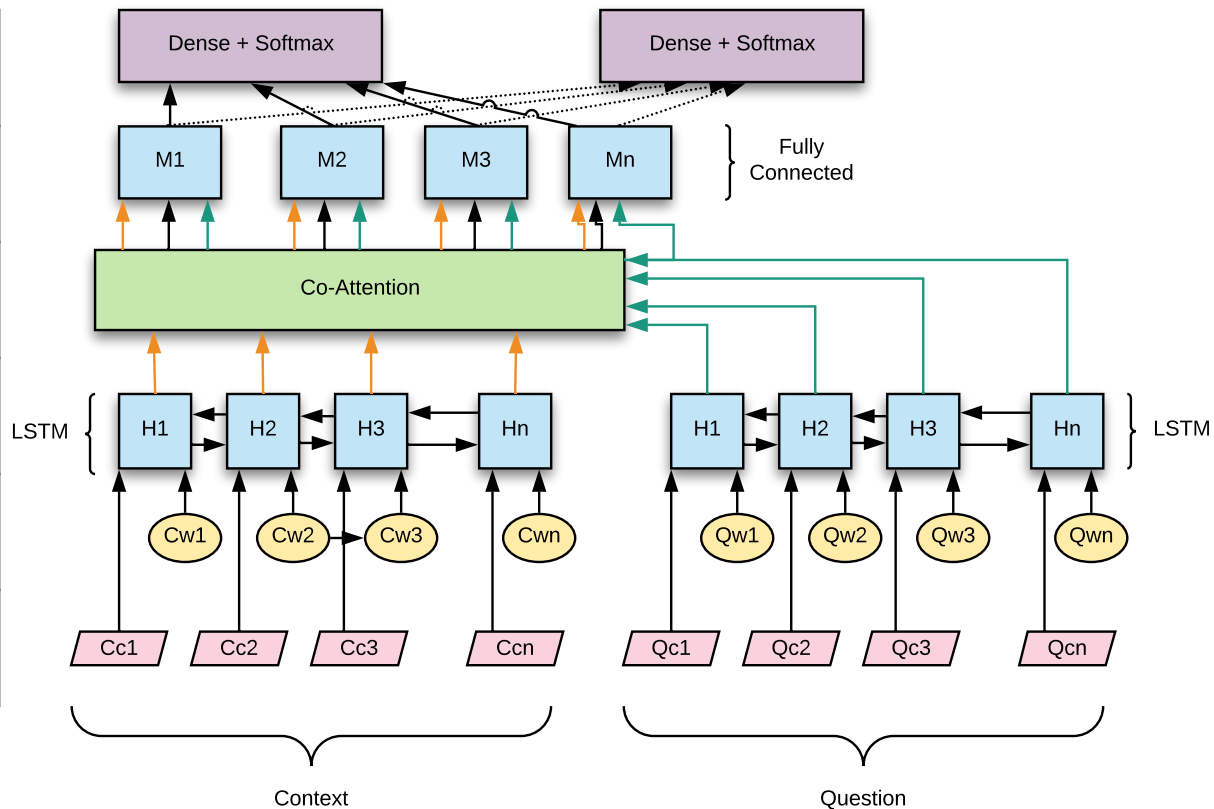 Dense + Softmax
Dense + Softmax
M1
M2
M3
Mn
Fully
Connected
Co-Attention
LSTM
H1
H2
H3
Hn
H1
H2
H3
Hn
LSTM
Cw1
Cw2
Cw3
Cwn
Qw1
Qw2
Qw3
Qwn
Cc1
Cc2
Cc3
Ccn
Qc1
Qc2
Qc3
Qcn
Context
Question